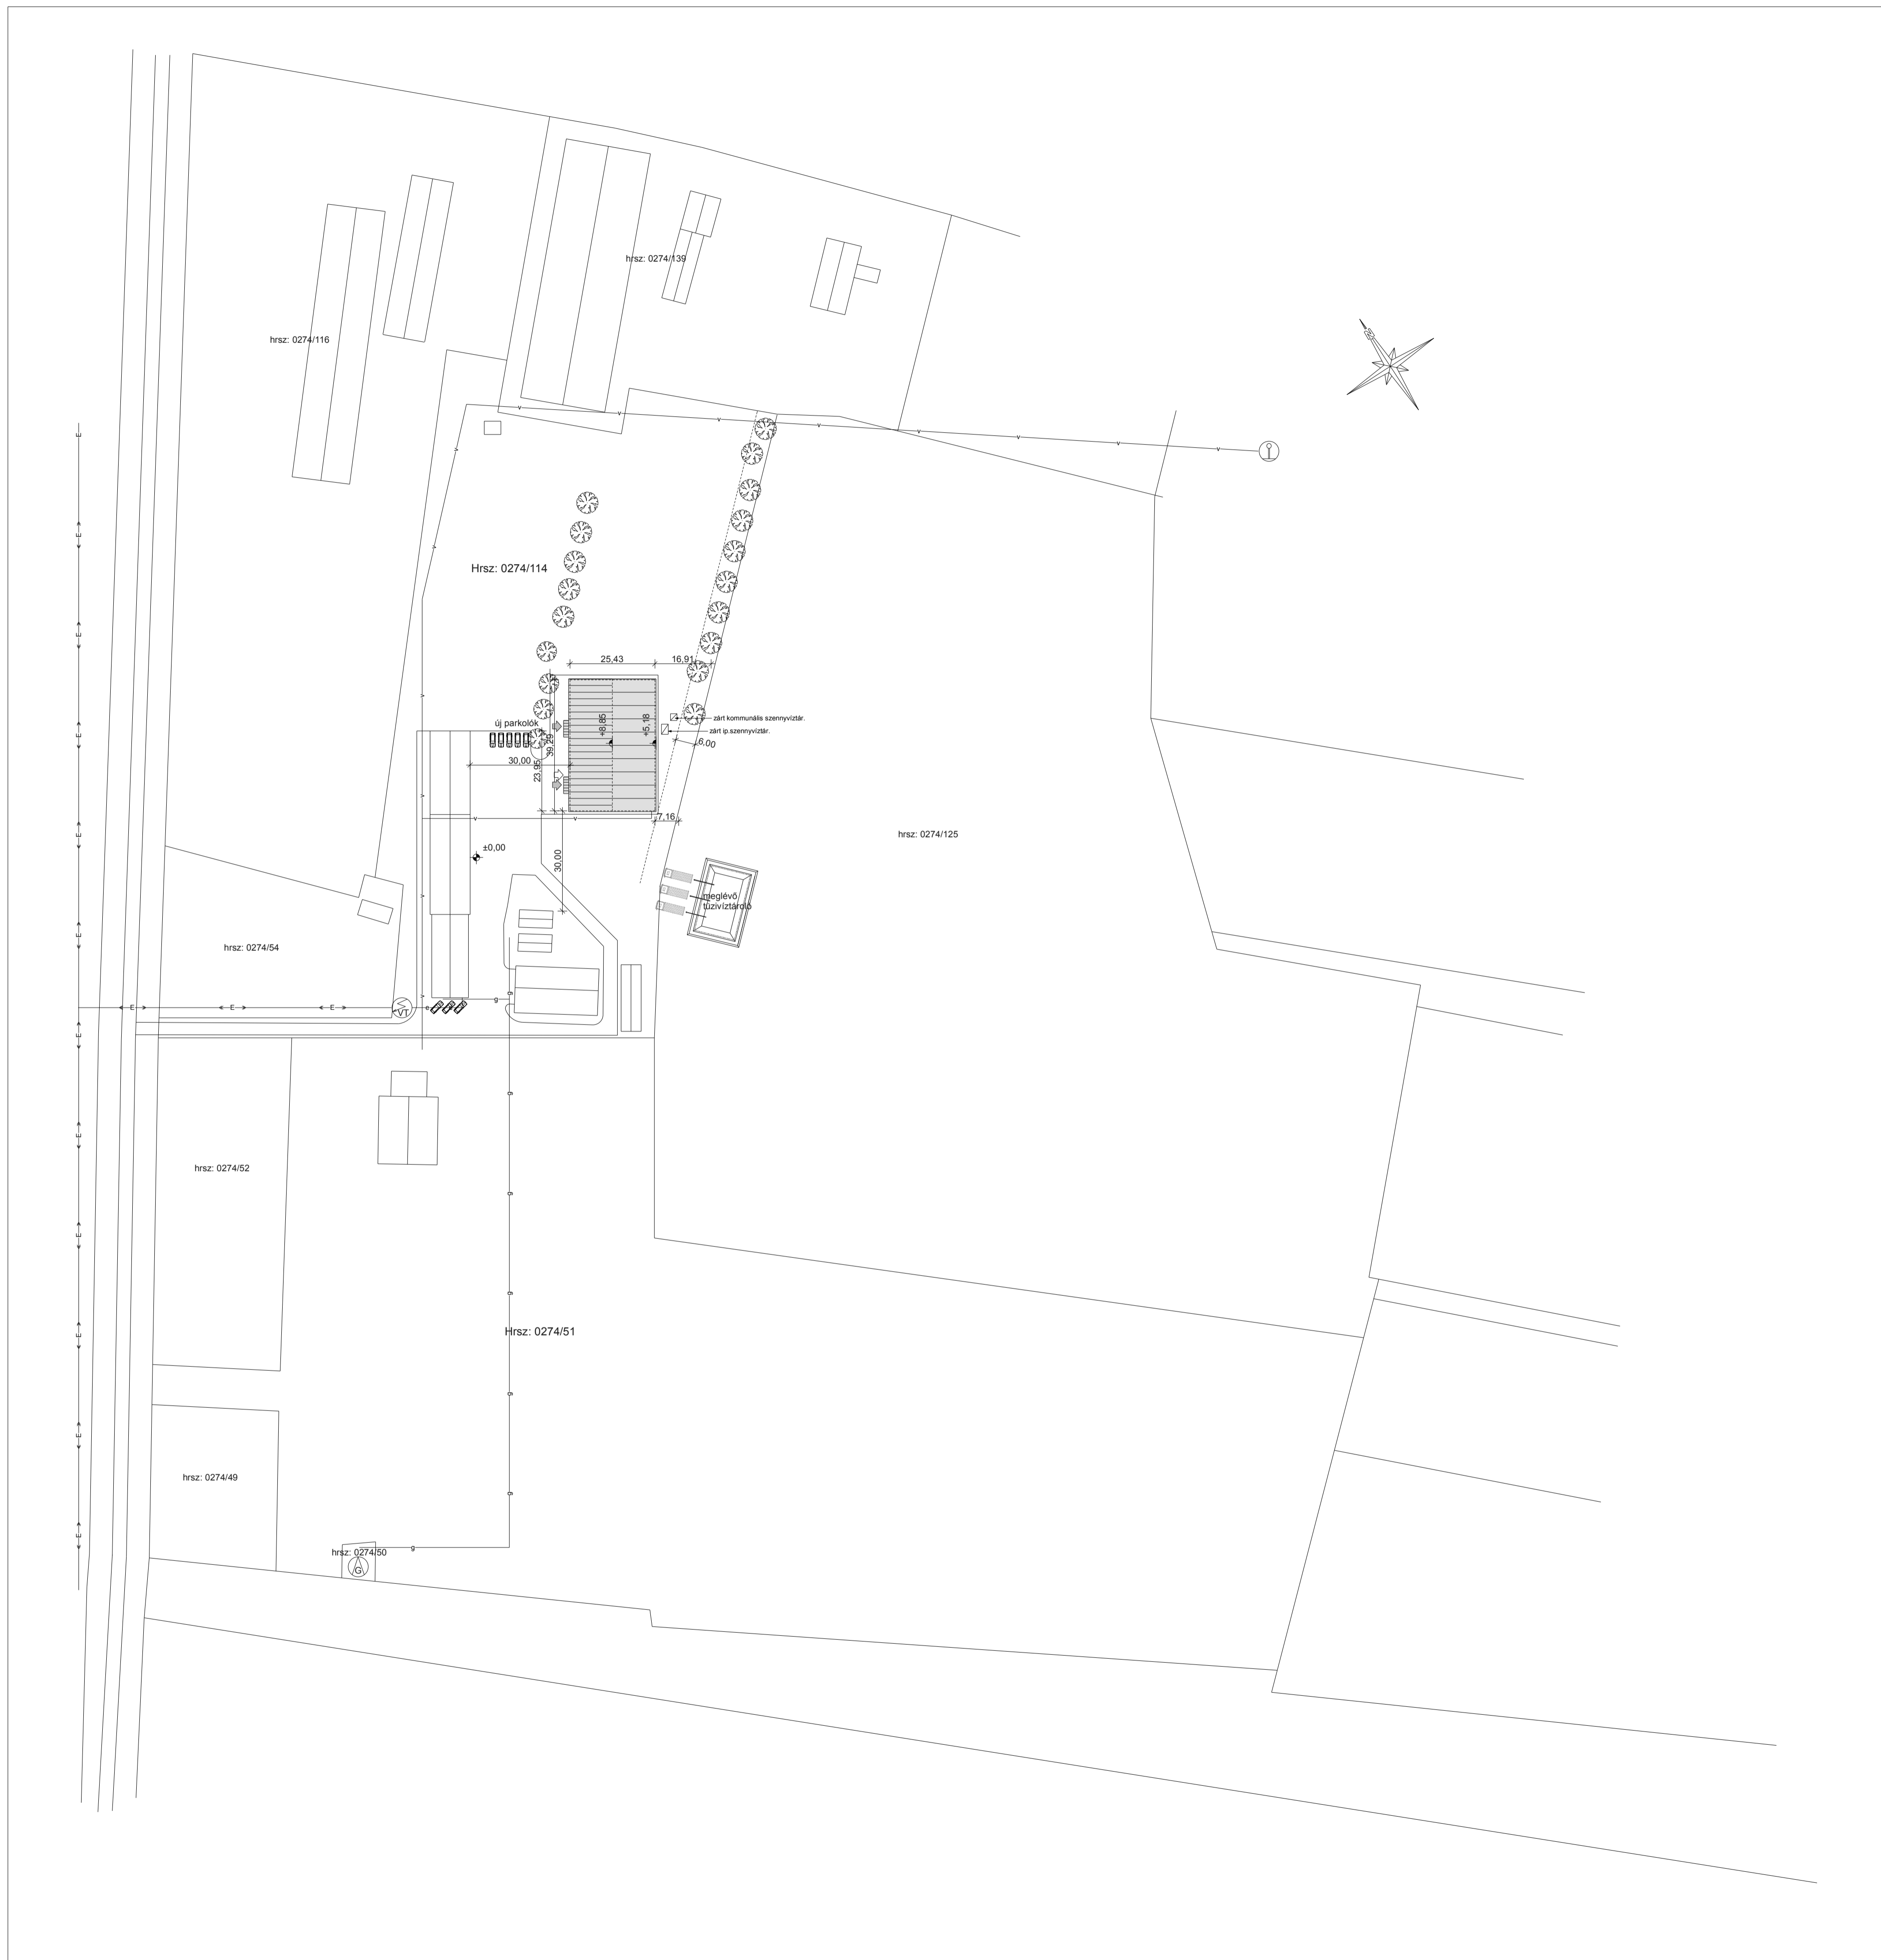 hrsz: 0274/139
hrsz: 0274/116
É
v v v v v v v v
E
v
E
v
Hrsz: 0274/114
E
25,43
16,91
v
zárt kommunális szennyvíztár.
új parkolók
+8,85
+5,18
zárt ip.szennyvíztár.
E
39,29
6,00
30,00
23,95
v
7,16
v v
E
hrsz: 0274/125
±0,00
30,00
meglévő
tűzivíztároló
v
E
hrsz: 0274/54
g
v
g
E E E
VT
e
E
g
E
hrsz: 0274/52
g
E
g
Hrsz: 0274/51
E
g
E
hrsz: 0274/49
g
E
g
hrsz: 0274/50
G